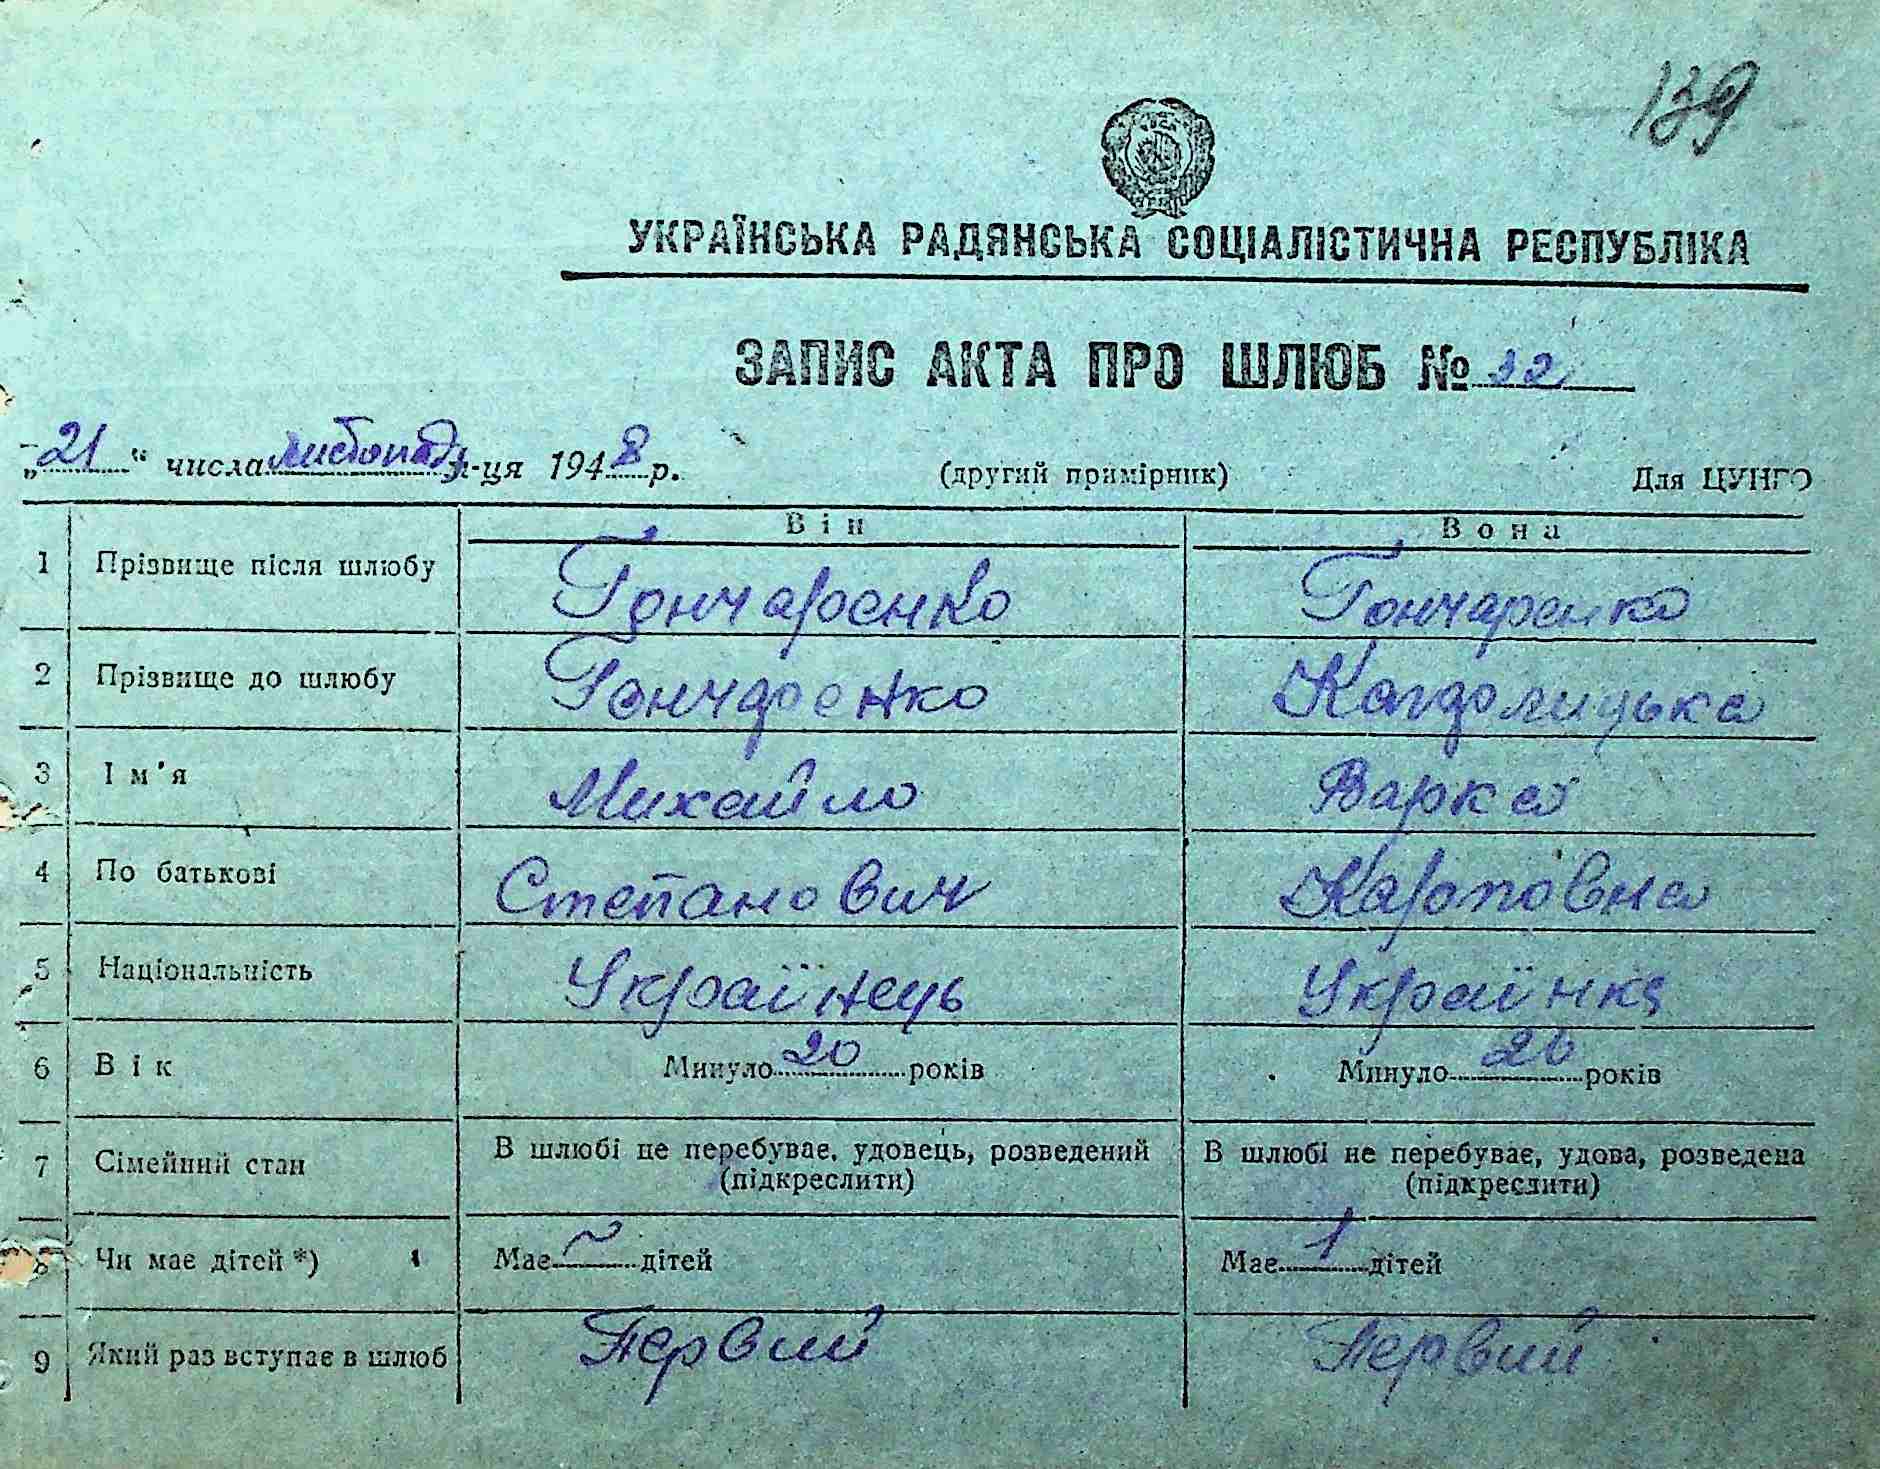 139
УКРАЇНСЬКА РАДЯНСЬКА СОЦІАЛІСТИЧНА РЕСПУБЛІКА
ЗАПИС АКТА ПРО ШЛЮБ № 32
„21“ числа листопада м-ця 1948 р. (другий примірник) Для ЦУНГО
Він Вона
1 Прізвище після шлюбу Гончаренко Гончаренко
2 Прізвище до шлюбу Гончаренко
3 Ім'я Михайло Варка
4 По батькові Степанович Карповна
5 Національність Українець Українка
6 Вік Минуло 20 років Минуло 26 років
7 Сімейний стан В шлюбі не перебуває, удовець, розведений В шлюбі не перебуває, удова, розведена
(підкреслити) (підкреслити)
8 Чи має дітей *) Має ~ дітей Має 1 дітей
9 Який раз вступає в шлюб Первий Первий